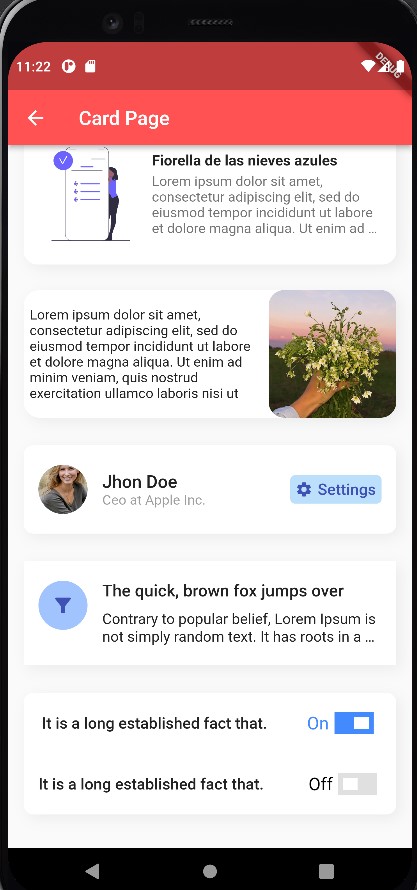 11:22
DEBUG
Card Page
Fiorella de las nieves azules
Lorem ipsum dolor sit amet,
consectetur adipiscing elit, sed do
eiusmod tempor incididunt ut labore
et dolore magna aliqua. Ut enim ad ...
Lorem ipsum dolor sit amet,
consectetur adipiscing elit, sed do
eiusmod tempor incididunt ut labore
et dolore magna aliqua. Ut enim ad
minim veniam, quis nostrud
exercitation ullamco laboris nisi ut
Jhon Doe
Ceo at Apple Inc.
Settings
The quick, brown fox jumps over
Contrary to popular belief, Lorem Ipsum is
not simply random text. It has roots in a ...
It is a long established fact that.
On
It is a long established fact that.
Off